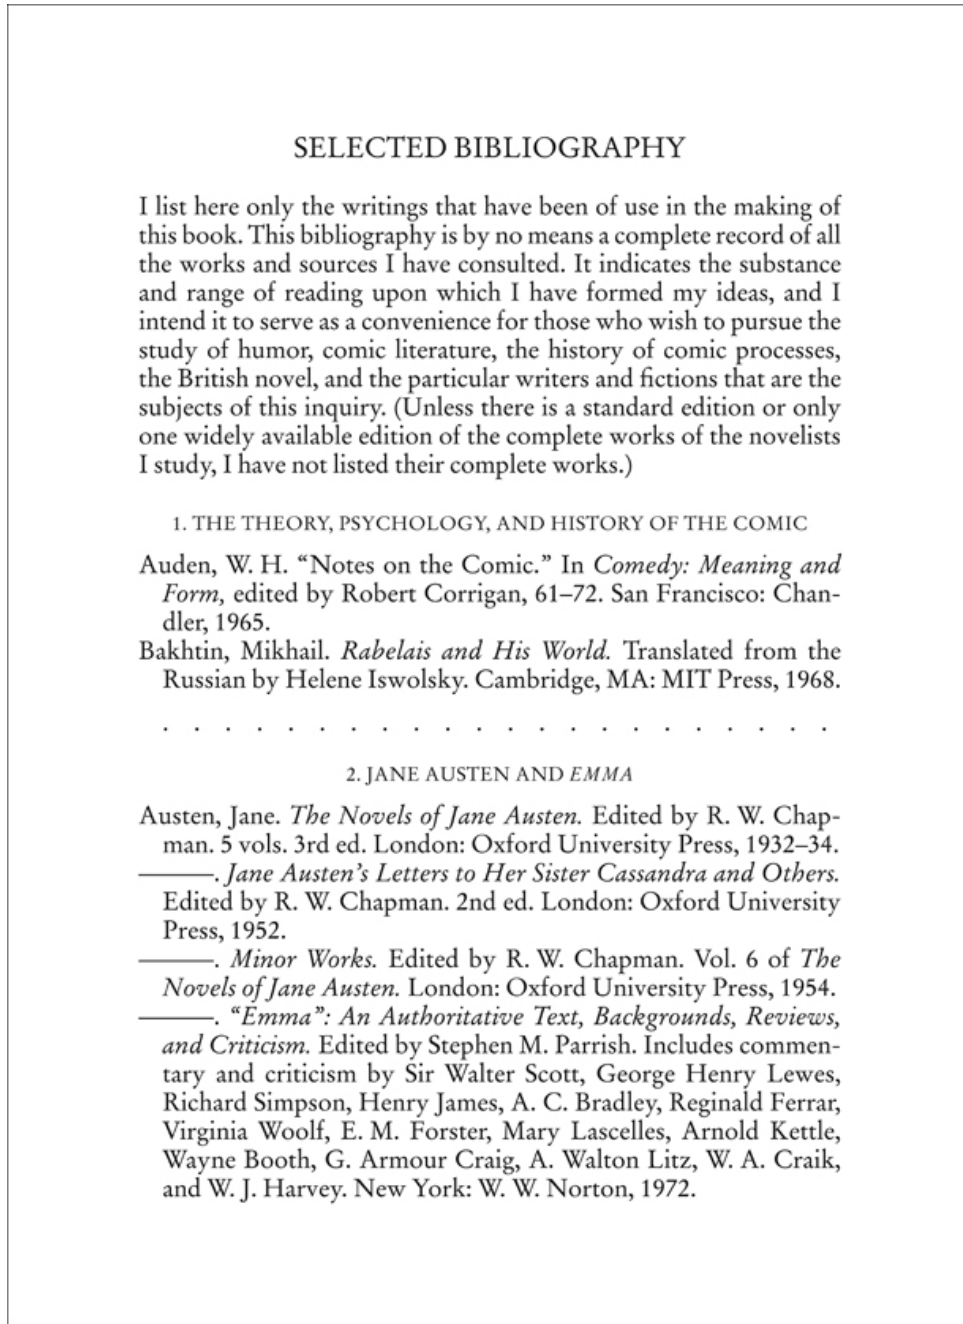 SELECTED BIBLIOGRAPHY
I list here only the writings that have been of use in the making of
this book. This bibliography is by no means a complete record of all
the works and sources I have consulted. It indicates the substance
and range of reading upon which I have formed my ideas, and I
intend it to serve as a convenience for those who wish to pursue the
study of humor, comic literature, the history of comic processes,
the British novel, and the particular writers and fictions that are the
subjects of this inquiry. (Unless there is a standard edition or only
one widely available edition of the complete works of the novelists
I study, I have not listed their complete works.)
1. THE THEORY, PSYCHOLOGY, AND HISTORY OF THE COMIC
Auden, W. H. “Notes on the Comic.” In Comedy: Meaning and
Form, edited by Robert Corrigan, 61–72. San Francisco: Chan-
dler, 1965.
Bakhtin, Mikhail. Rabelais and His World. Translated from the
Russian by Helene Iswolsky. Cambridge, MA: MIT Press, 1968.
. . . . . . . . . . . . . . . . . . . . . .
2. JANE AUSTEN AND EMMA
Austen, Jane. The Novels of Jane Austen. Edited by R. W. Chap-
man. 5 vols. 3rd ed. London: Oxford University Press, 1932–34.
———. Jane Austen’s Letters to Her Sister Cassandra and Others.
Edited by R. W. Chapman. 2nd ed. London: Oxford University
Press, 1952.
———. Minor Works. Edited by R. W. Chapman. Vol. 6 of The
Novels of Jane Austen. London: Oxford University Press, 1954.
———. “Emma”: An Authoritative Text, Backgrounds, Reviews,
and Criticism. Edited by Stephen M. Parrish. Includes commen-
tary and criticism by Sir Walter Scott, George Henry Lewes,
Richard Simpson, Henry James, A. C. Bradley, Reginald Ferrar,
Virginia Woolf, E. M. Forster, Mary Lascelles, Arnold Kettle,
Wayne Booth, G. Armour Craig, A. Walton Litz, W. A. Craik,
and W. J. Harvey. New York: W. W. Norton, 1972.